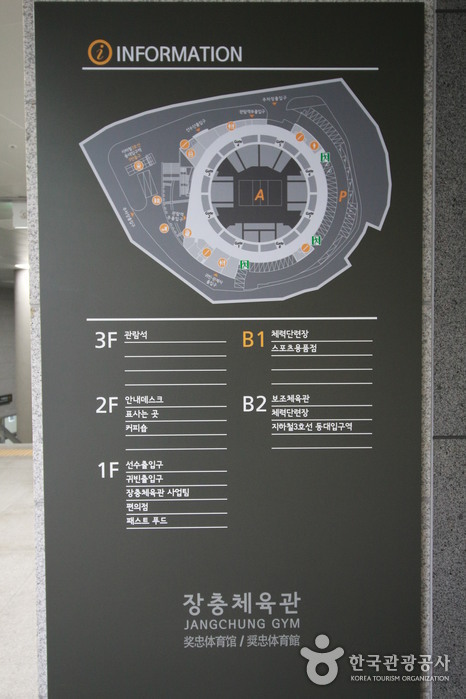 i INFORMATION
A
P
3F 관람석
2F 안내데스크
표사는 곳
커피숍
1F 선수출입구
귀빈출입구
장충체육관 사업팀
편의점
패스트 푸드
B1 체력단련장
스포츠용품점
B2 보조체육관
체력단련장
지하철3호선 동대입구역
장충체육관
JANGCHUNG GYM
奖忠体育馆 / 奨忠体育館
한국관광공사
KOREA TOURISM ORGANIZATION